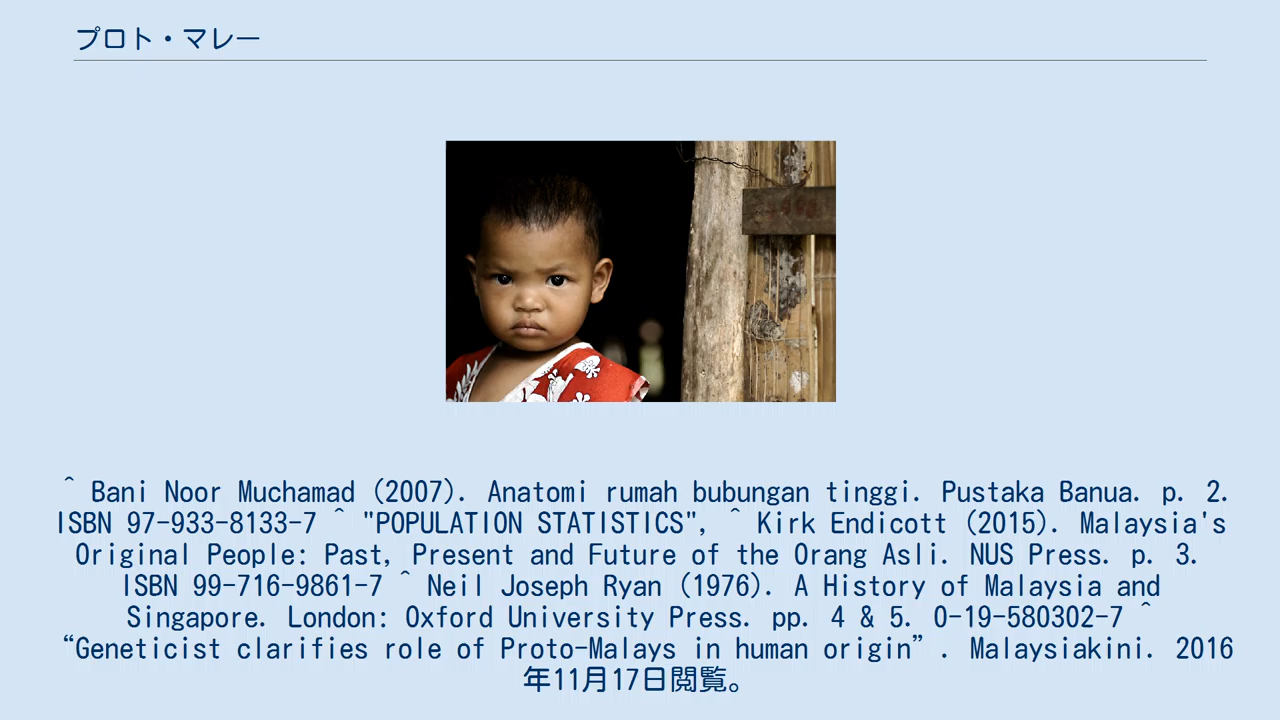 プロト・マレー
^ Bani Noor Muchamad (2007). Anatomi rumah bubungan tinggi. Pustaka Banua. p. 2.
ISBN 97-933-8133-7 ^ "POPULATION STATISTICS", ^ Kirk Endicott (2015). Malaysia's
Original People: Past, Present and Future of the Orang Asli. NUS Press. p. 3.
ISBN 99-716-9861-7 ^ Neil Joseph Ryan (1976). A History of Malaysia and
Singapore. London: Oxford University Press. pp. 4 & 5. 0-19-580302-7 ^
“Geneticist clarifies role of Proto-Malays in human origin”. Malaysiakini. 2016
年11月17日閲覧。